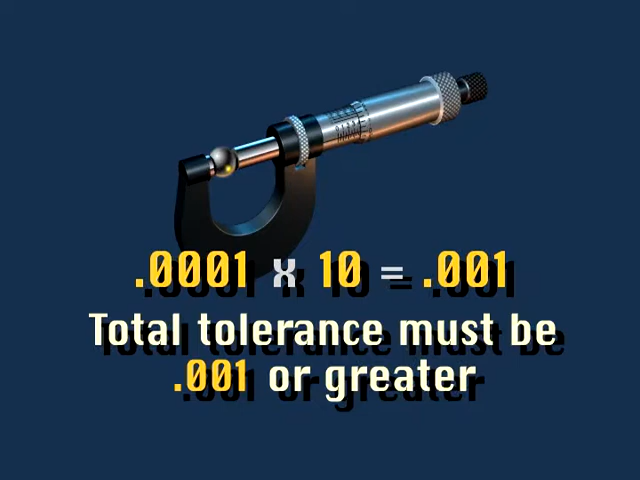 .0001 x 10 = .001
Total tolerance must be
.001 or greater